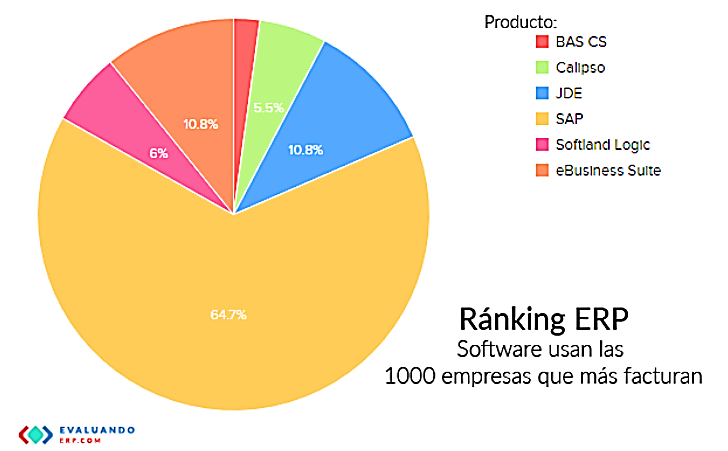 Producto:
BAS CS
Calipso
JDE
SAP
Softland Logic
eBusiness Suite
5.5%
10.8%
10.8%
6%
64.7%
Ránking ERP
Software usan las
1000 empresas que más facturan
EVALUANDO
ERP.COM